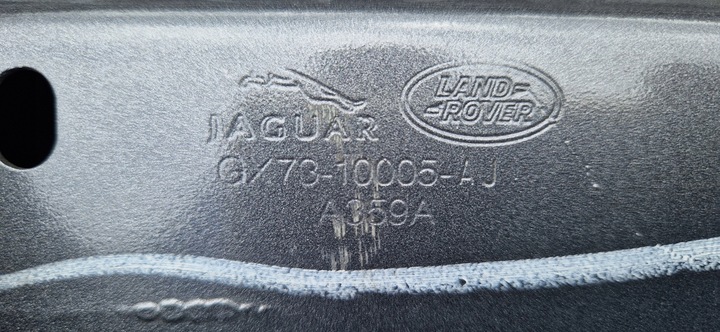 JAGUAR
LAND ROVER
GX73-10005-AJ
A359A